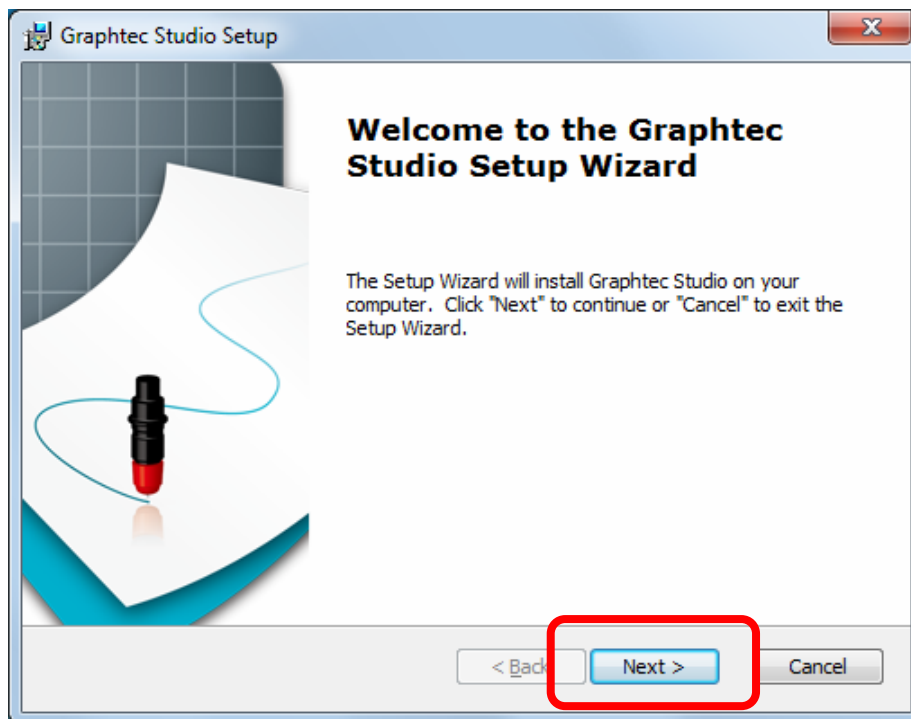 Graphtec Studio Setup
Welcome to the Graphtec
Studio Setup Wizard
The Setup Wizard will install Graphtec Studio on your
computer.  Click "Next" to continue or "Cancel" to exit the
Setup Wizard.
< Back Next > Cancel